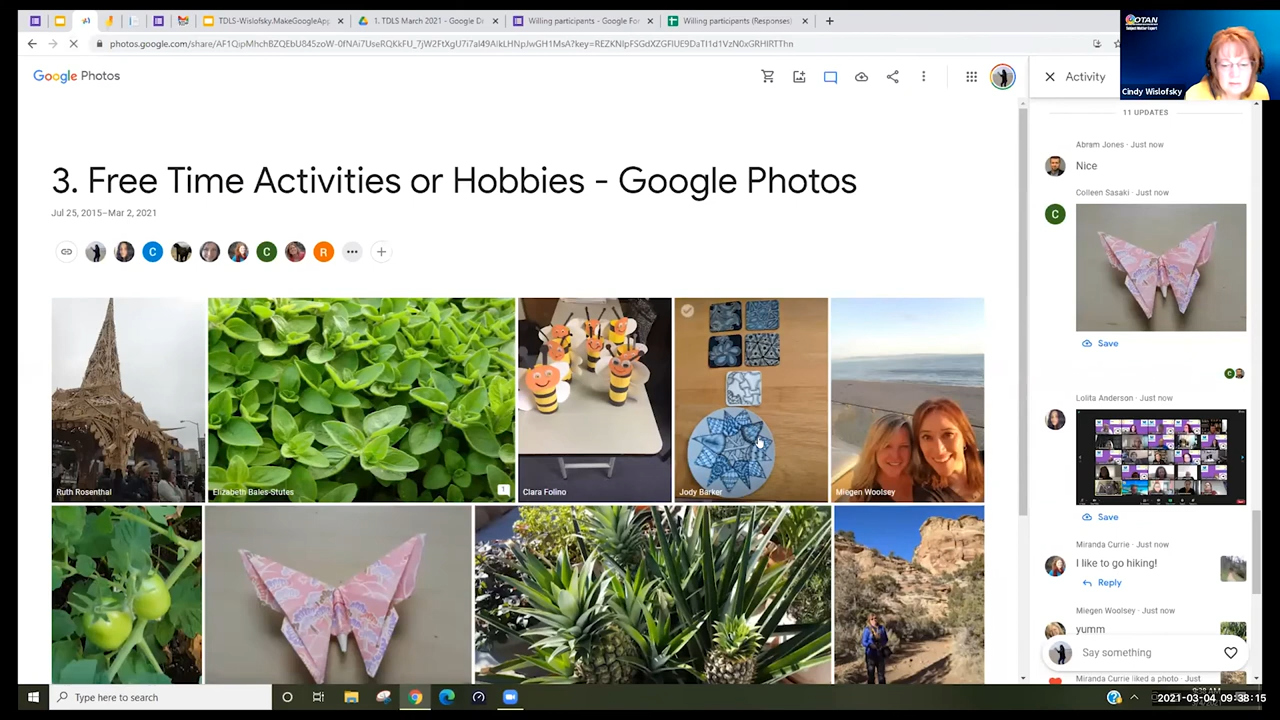 TDLS-Wislofsky.MakeGoogleApp
1. TDLS March 2021 - Google Dr
Willing participants - Google For
Willing participants (Responses)
OTAN
Subject Matter Expert
Google Photos
Activity
Cindy Wislofsky
11 UPDATES
Abram Jones · Just now
Nice
3. Free Time Activities or Hobbies - Google Photos
Colleen Sasaki · Just now
Jul 25, 2015–Mar 2, 2021
C
C
R
C
Save
C
Lolita Anderson · Just now
Ruth Rosenthal
Elizabeth Bales-Stutes
1
Clara Folino
Jody Barker
Miegen Woolsey
Save
Miranda Currie · Just now
I like to go hiking!
Reply
Miegen Woolsey · Just now
yumm
Say something
Miranda Currie liked a photo · Just
Type here to search
2021-03-04 09:38:15